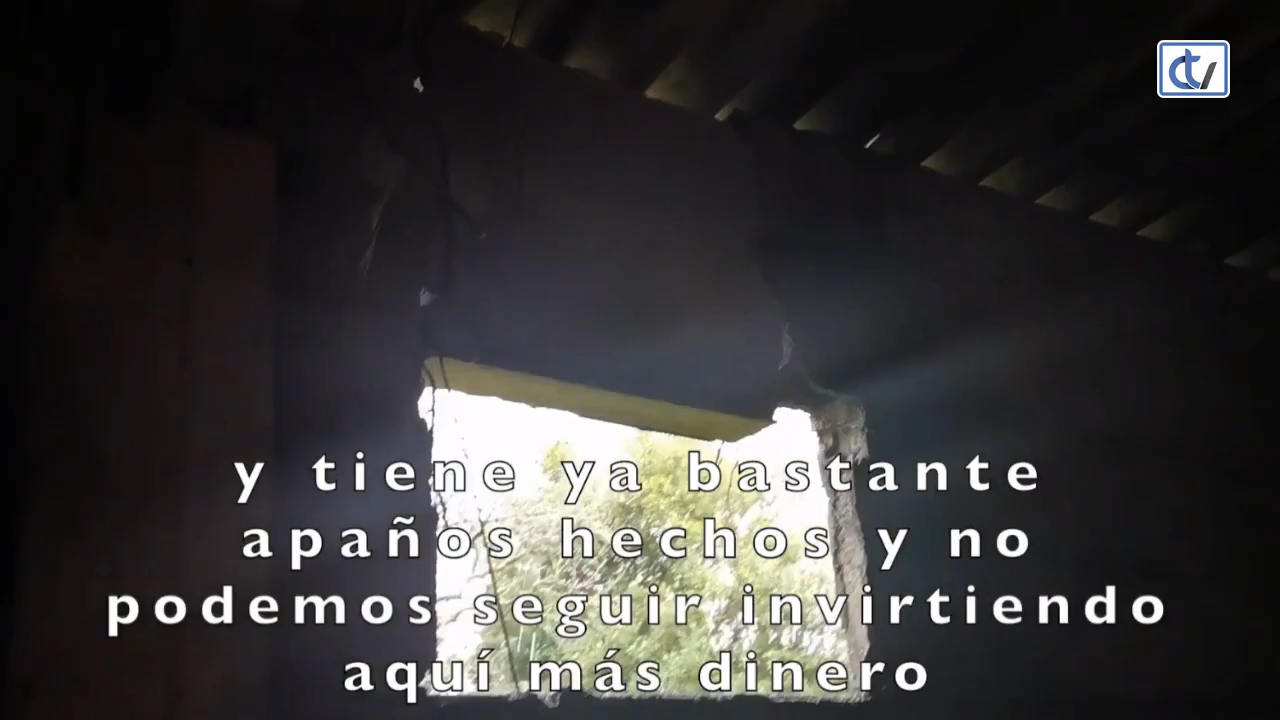 y tiene ya bastante
apaños hechos y no
podemos seguir invirtiendo
aquí más dinero